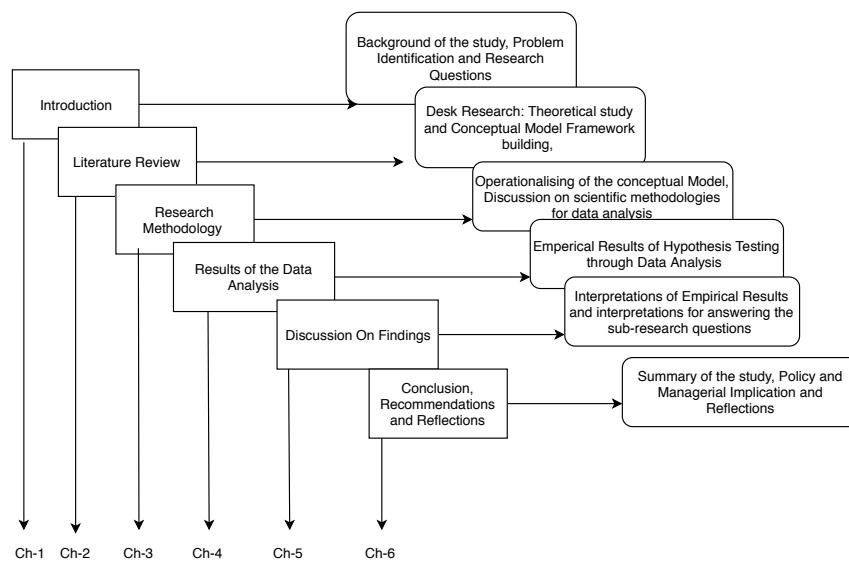 Introduction
Background of the study, Problem
Identification and Research
Questions
Literature Review
Desk Research: Theoretical study
and Conceptual Model Framework
building,
Research
Methodology
Operationalising of the conceptual Model,
Discussion on scientific methodologies
for data analysis
Results of the Data
Analysis
Emperical Results of Hypothesis Testing
through Data Analysis
Discussion On Findings
Interpretations of Empirical Results
and interpretations for answering the
sub-research questions
Conclusion,
Recommendations
and Reflections
Summary of the study, Policy and
Managerial Implication and
Reflections
Ch-1 Ch-2 Ch-3 Ch-4 Ch-5 Ch-6